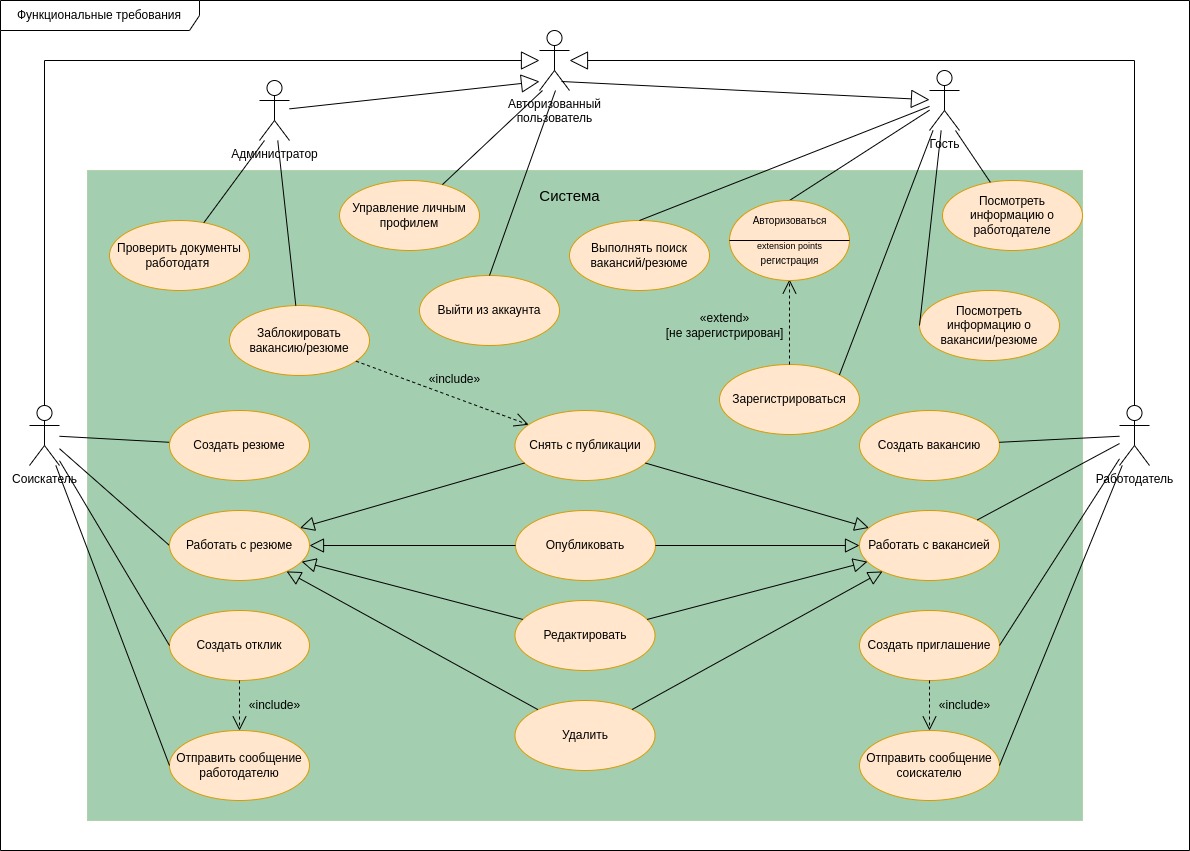 Функциональные требования
Авторизованный
пользователь
Администратор
Гость
Система
Управление личным
профилем
Посмотреть
информацию о
работодателе
Проверить документы
работодатя
Выполнять поиск
вакансий/резюме
Авторизоваться
extension points
регистрация
Выйти из аккаунта
Заблокировать
вакансию/резюме
«extend»
[не зарегистрирован]
Посмотреть
информацию о
вакансии/резюме
«include»
Зарегистрироваться
Соискатель
Создать резюме
Снять с публикации
Создать вакансию
Работодатель
Работать с резюме
Опубликовать
Работать с вакансией
Создать отклик
Редактировать
Создать приглашение
«include»
«include»
Удалить
Отправить сообщение
работодателю
Отправить сообщение
соискателю